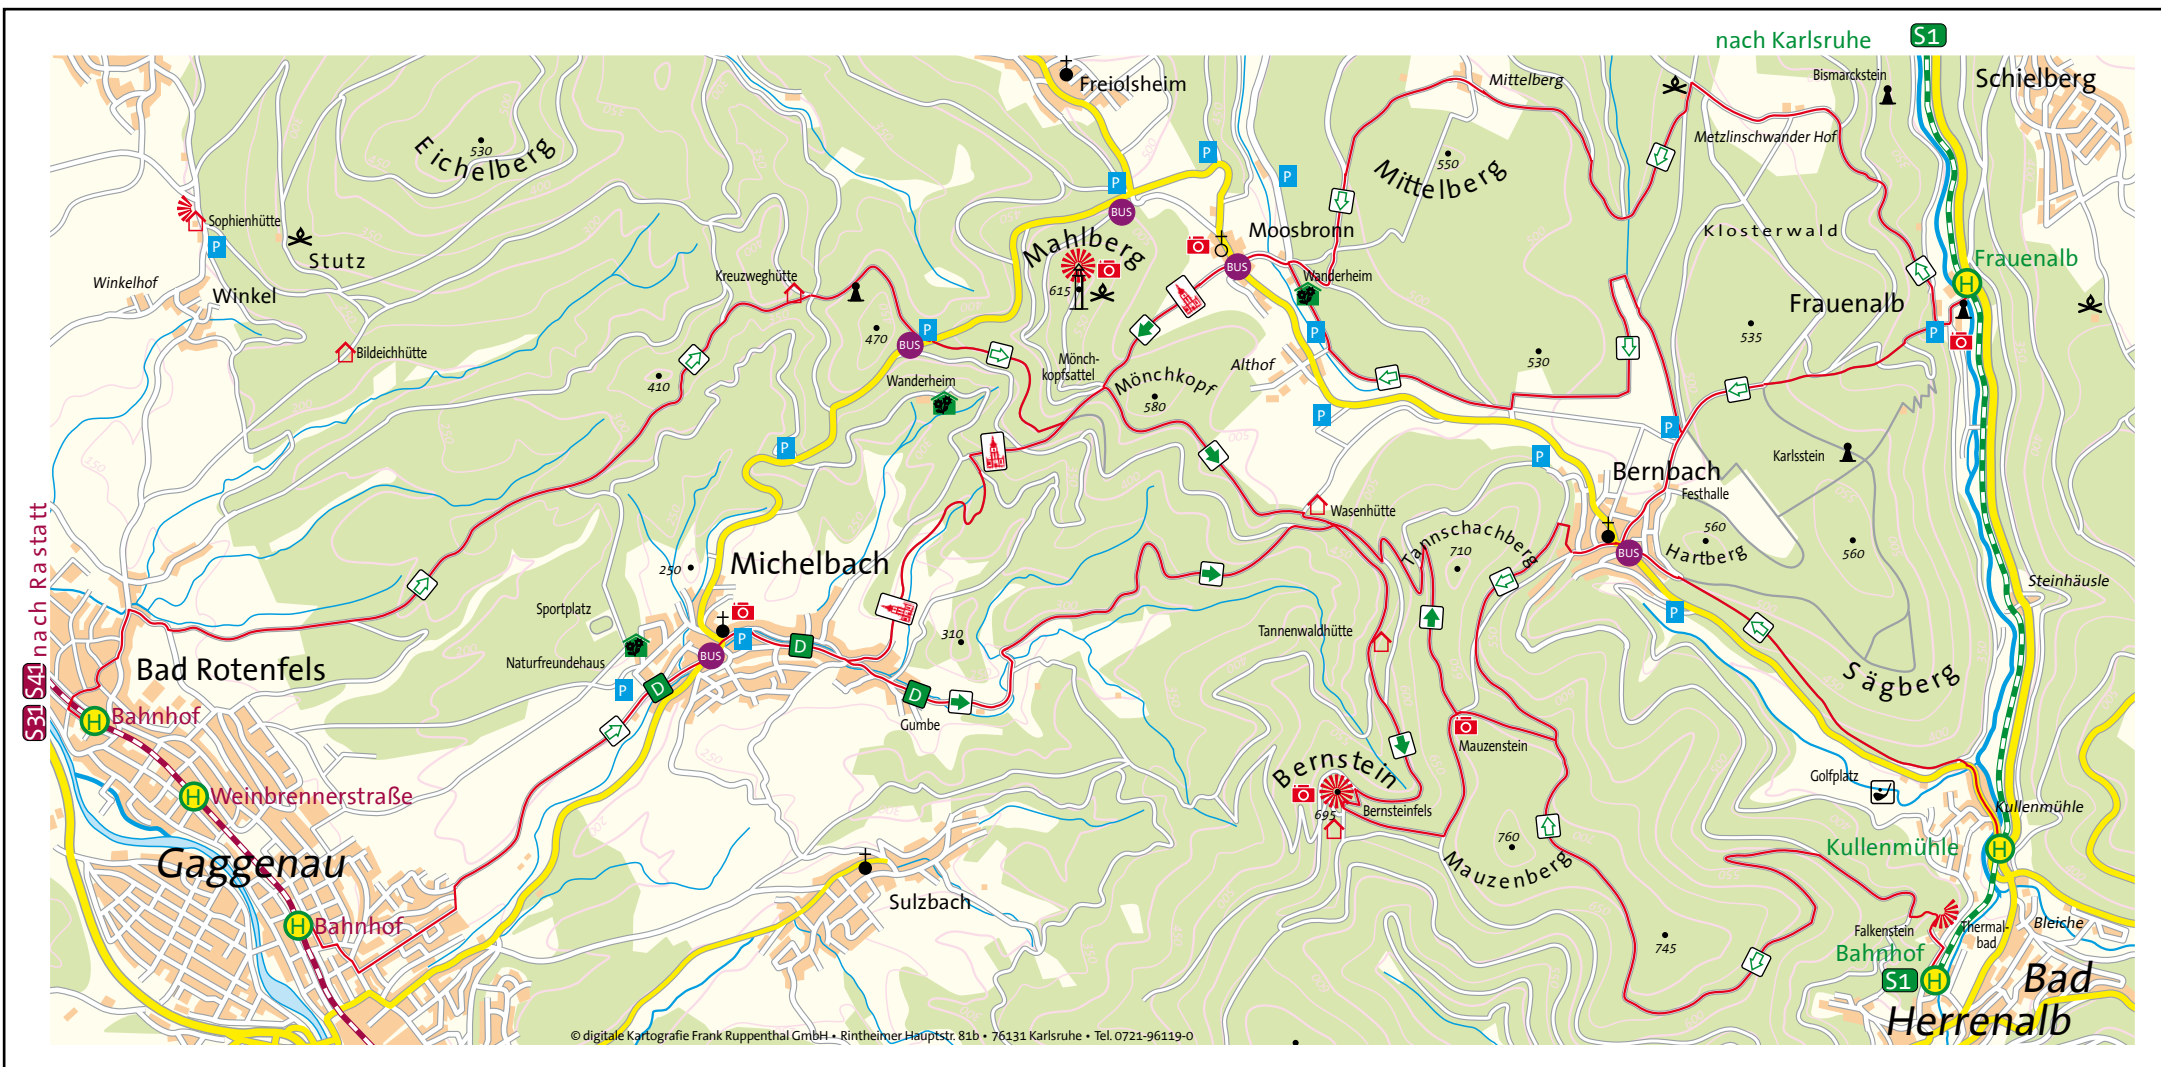 nach Karlsruhe
S1
Freiolsheim
Mittelberg
Bismarckstein
Schielberg
Eichelberg
530
Mittelberg
550
Metzlinschwander Hof
P
P
P
BUS
Sophienhütte
P
Stutz
Winkelhof
Winkel
Kreuzweghütte
Mahlberg
615
Moosbronn
BUS
Wanderheim
Klosterwald
Frauenalb
H
Frauenalb
P
Bildeichhütte
470
P
BUS
410
Wanderheim
Mönch-
kopfsattel
Mönchkopf
580
Althof
P
P
530
535
P
P
Karlsstein
P
Bernbach
Festhalle
Wasenhütte
Tannschachberg
710
560
Hartberg
560
BUS
Steinhäusle
P
nach Rastatt
S41
S31
Michelbach
250
Sportplatz
Naturfreundehaus
P
BUS
P
D
D
D
310
Gumbe
Tannenwaldhütte
Sägberg
Bad Rotenfels
H
Bahnhof
H
Weinbrennerstraße
Gaggenau
H
Bahnhof
Mauzenstein
Bernstein
695
Bernsteinfels
760
Mauzenberg
745
Golfplatz
Kullenmühle
Kullenmühle
H
Sulzbach
Falkenstein
Thermal-
bad
Bleiche
Bahnhof
S1
H
Bad
Herrenalb
© digitale Kartografie Frank Ruppenthal GmbH • Rintheimer Hauptstr. 81b • 76131 Karlsruhe • Tel. 0721-96119-0